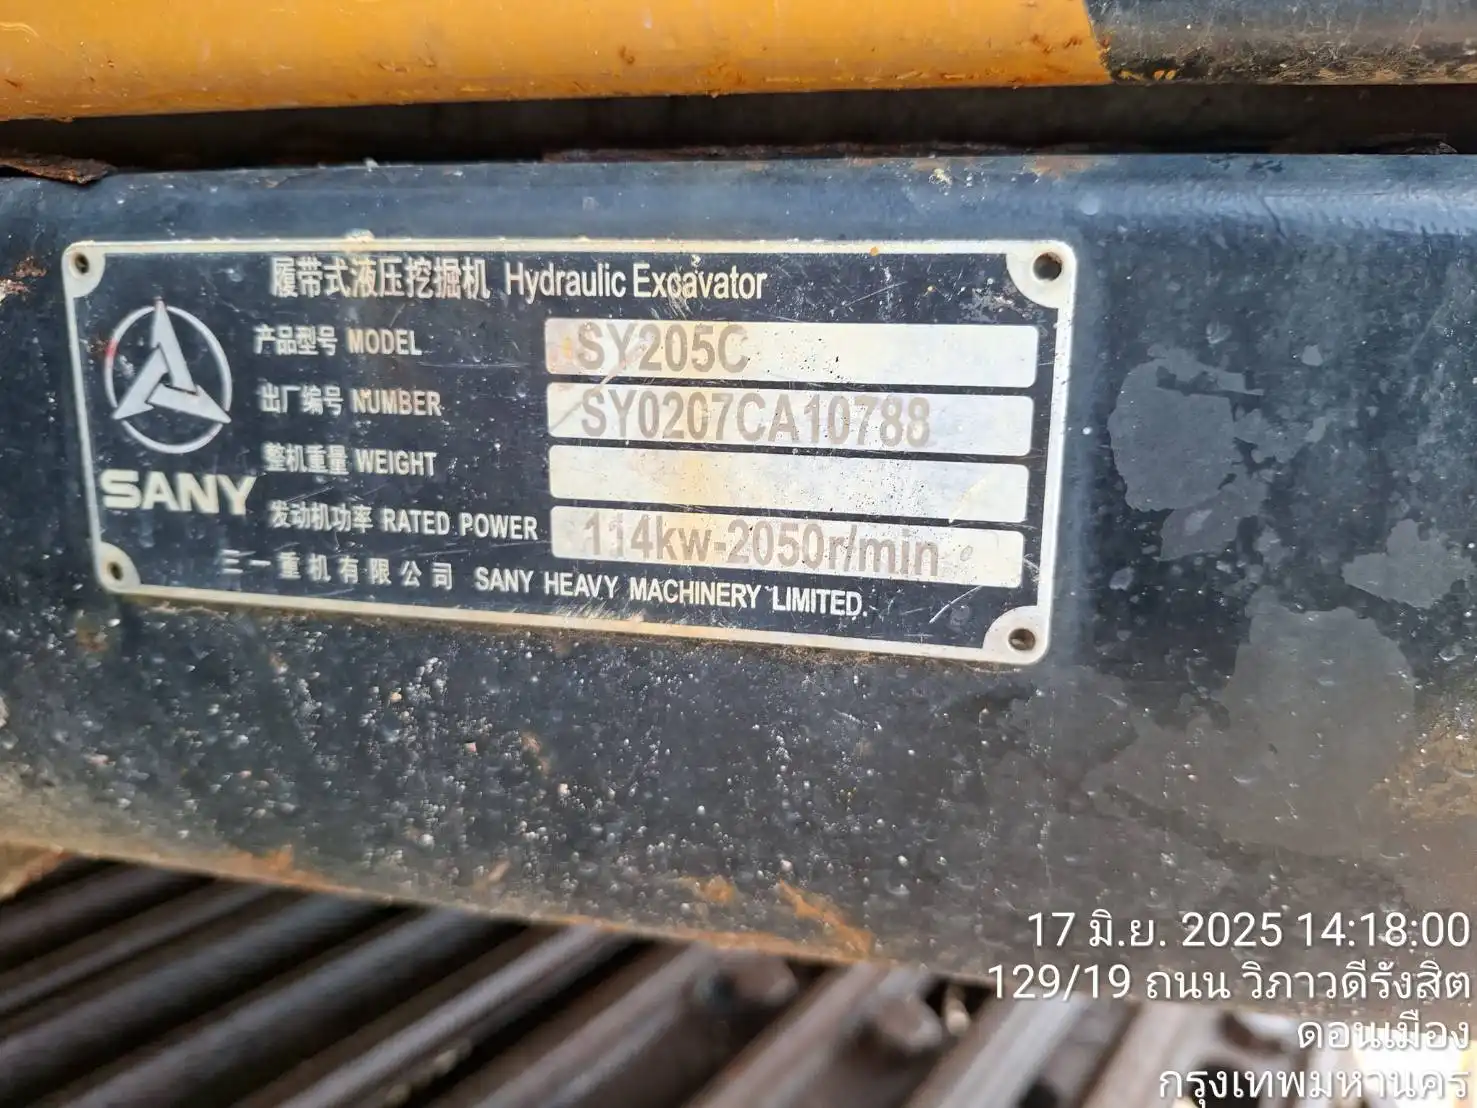 履带式液压挖掘机 Hydraulic Excavator
产品型号 MODEL SY205C
出厂编号 NUMBER SY0207CA10788
整机重量 WEIGHT
SANY
发动机功率 RATED POWER 114kw-2050r/min
三一重机有限公司 SANY HEAVY MACHINERY LIMITED.
17 มิ.ย. 2025 14:18:00
129/19 ถนน วิภาวดีรังสิต
ดอนเมือง
กรุงเทพมหานคร